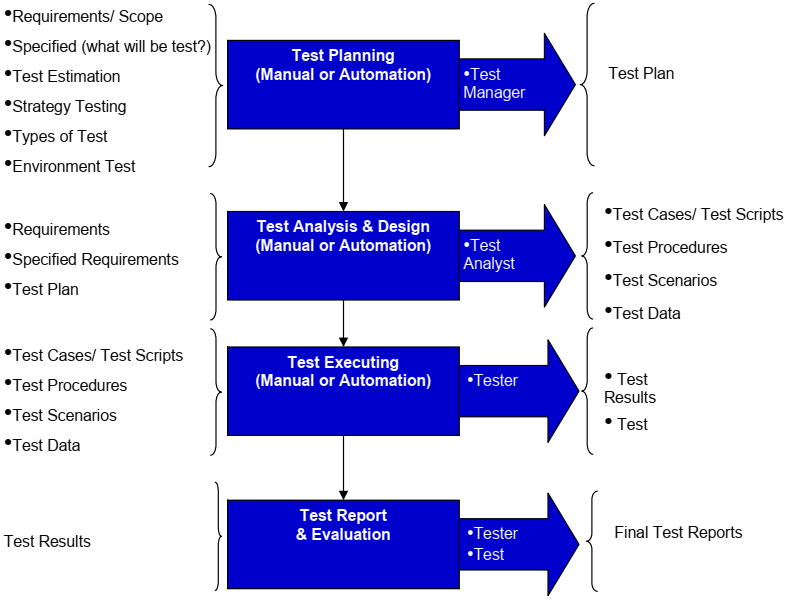 •Requirements/ Scope
•Specified (what will be test?)
•Test Estimation
•Strategy Testing
•Types of Test
•Environment Test
Test Planning
(Manual or Automation)
•Test
Manager
Test Plan
•Requirements
•Specified Requirements
•Test Plan
Test Analysis & Design
(Manual or Automation)
•Test
Analyst
•Test Cases/ Test Scripts
•Test Procedures
•Test Scenarios
•Test Data
•Test Cases/ Test Scripts
•Test Procedures
•Test Scenarios
•Test Data
Test Executing
(Manual or Automation)
•Tester
• Test
Results
• Test
Test Results
Test Report
& Evaluation
•Tester
•Test
Final Test Reports